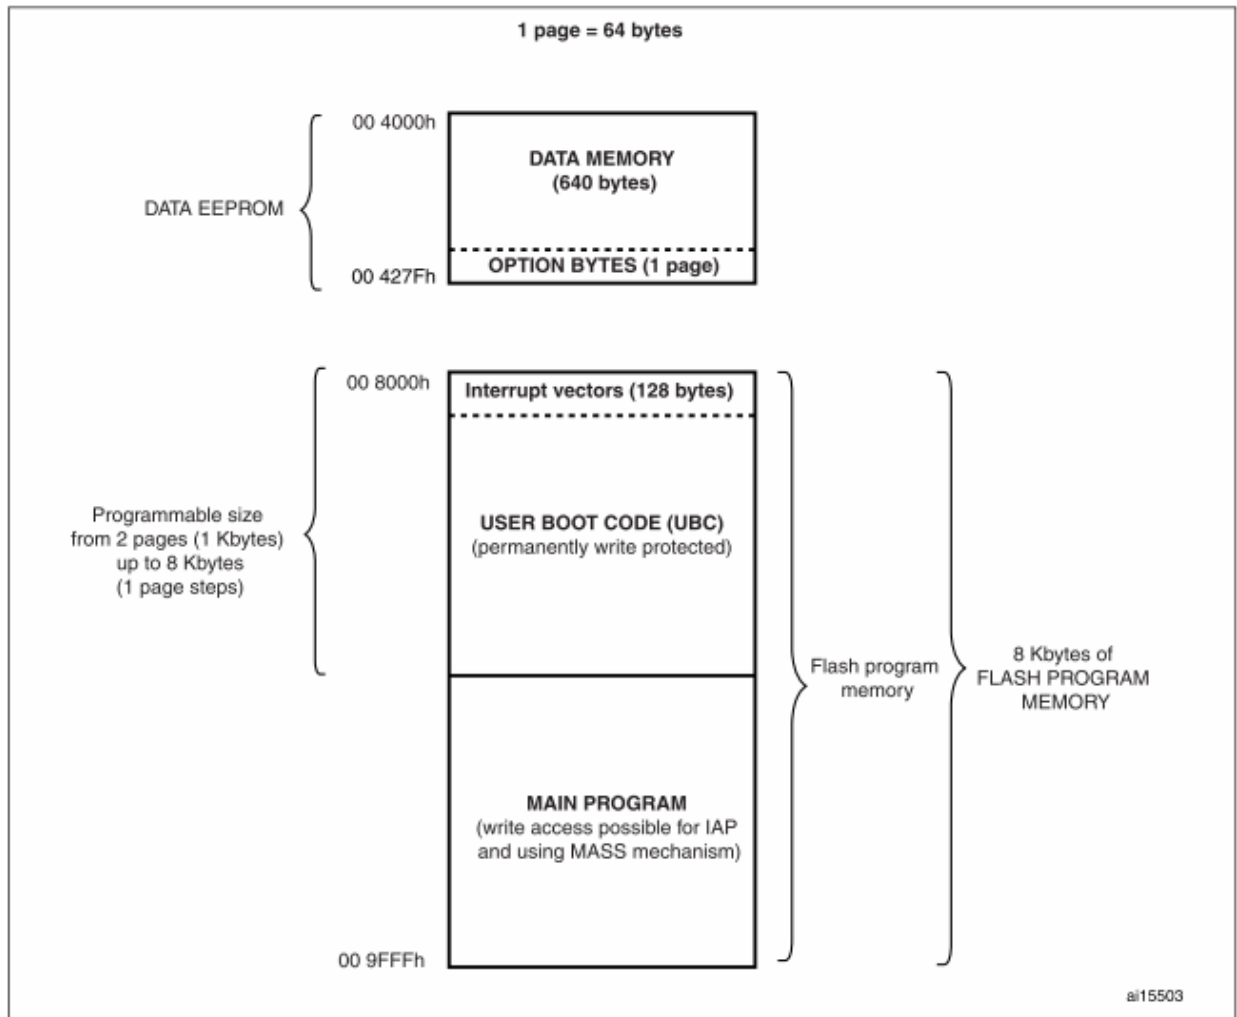 1 page = 64 bytes
00 4000h
DATA MEMORY
(640 bytes)
DATA EEPROM
OPTION BYTES (1 page)
00 427Fh
00 8000h
Interrupt vectors (128 bytes)
Programmable size
from 2 pages (1 Kbytes)
up to 8 Kbytes
(1 page steps)
USER BOOT CODE (UBC)
(permanently write protected)
Flash program
memory
8 Kbytes of
FLASH PROGRAM
MEMORY
MAIN PROGRAM
(write access possible for IAP
and using MASS mechanism)
00 9FFFh
ai15503